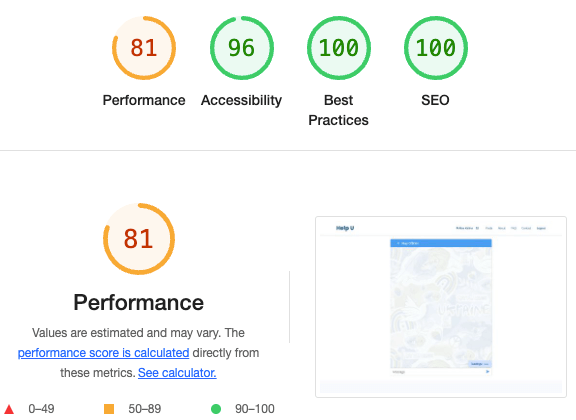 81
96
100
100
Performance
Accessibility
Best
Practices
SEO
81
Performance
Values are estimated and may vary. The
performance score is calculated directly from
these metrics. See calculator.
0–49
50–89
90–100
Help U